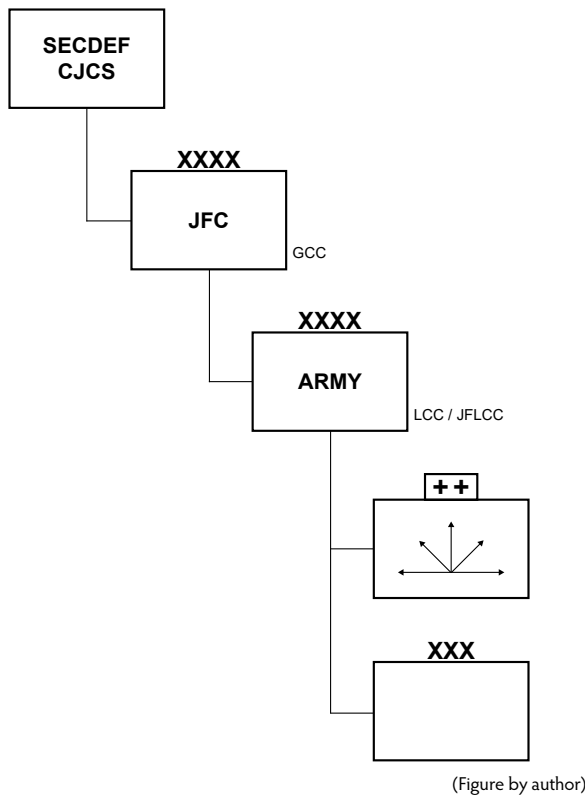 SECDEF
CJCS
XXXX
JFC
GCC
XXXX
ARMY
LCC / JFLCC
++
XXX
(Figure by author)